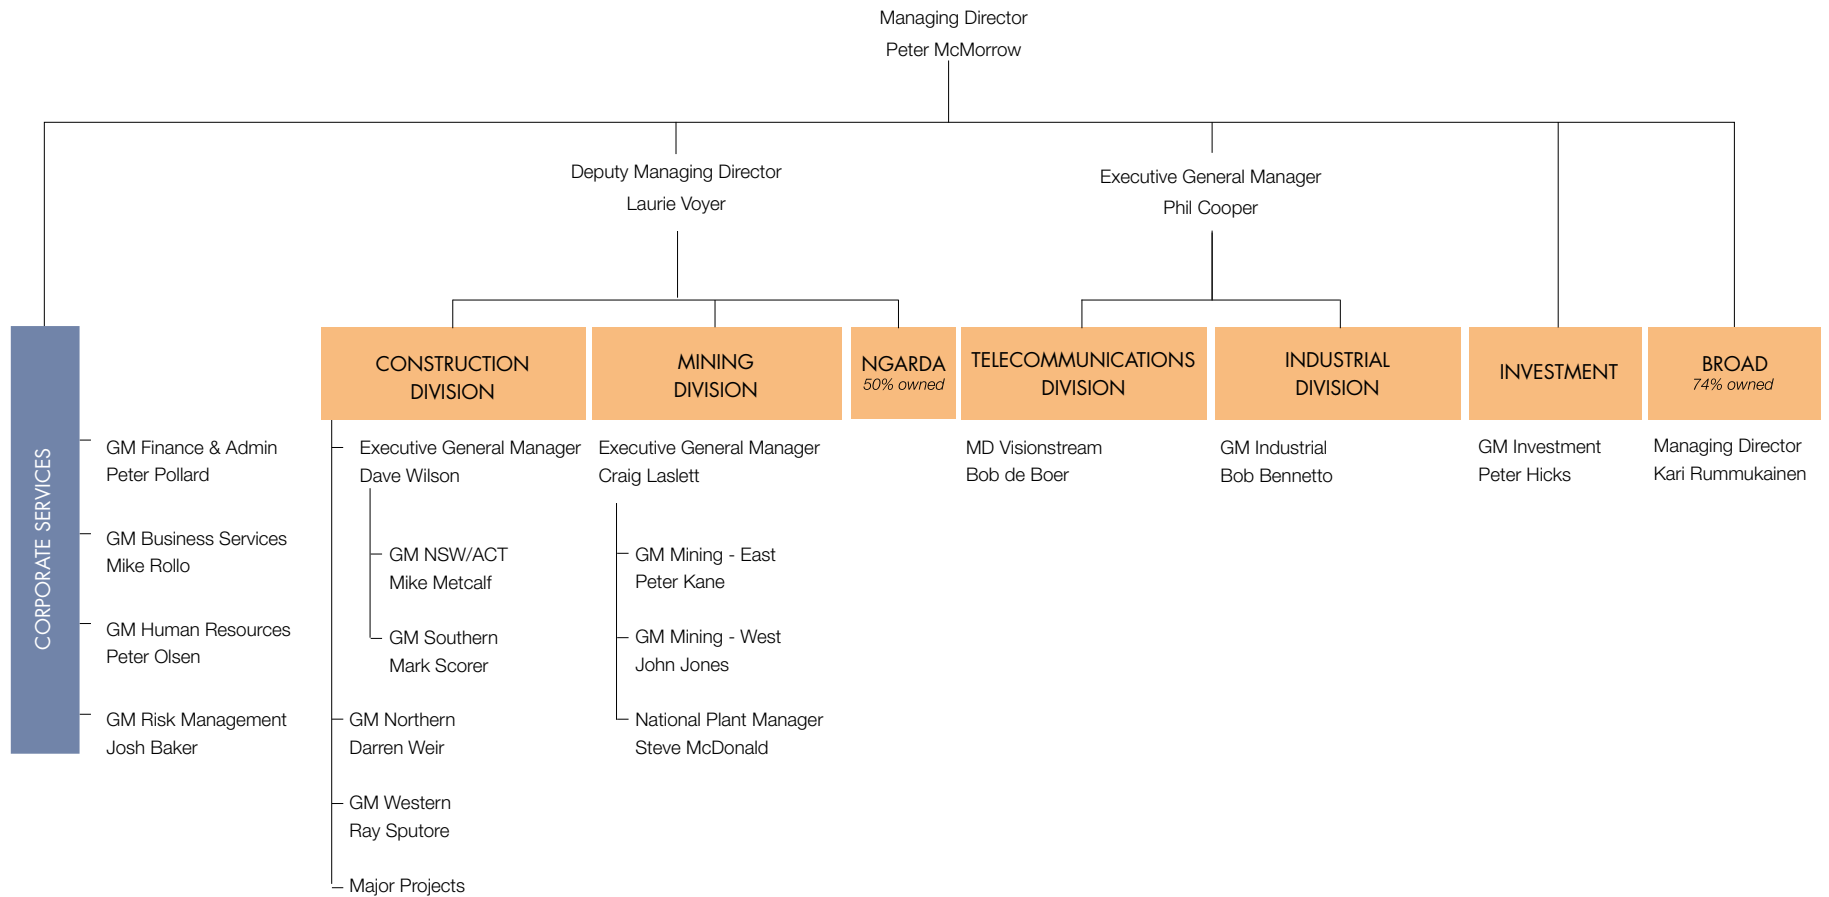 Managing Director
Peter McMorrow
Deputy Managing Director
Laurie Voyer
Executive General Manager
Phil Cooper
CORPORATE SERVICES
GM Finance & Admin
Peter Pollard
GM Business Services
Mike Rollo
GM Human Resources
Peter Olsen
GM Risk Management
Josh Baker
CONSTRUCTION
DIVISION
Executive General Manager
Dave Wilson
GM NSW/ACT
Mike Metcalf
GM Southern
Mark Scorer
GM Northern
Darren Weir
GM Western
Ray Sputore
Major Projects
MINING
DIVISION
Executive General Manager
Craig Laslett
GM Mining - East
Peter Kane
GM Mining - West
John Jones
National Plant Manager
Steve McDonald
NGARDA
50% owned
TELECOMMUNICATIONS
DIVISION
MD Visionstream
Bob de Boer
INDUSTRIAL
DIVISION
GM Industrial
Bob Bennetto
INVESTMENT
GM Investment
Peter Hicks
BROAD
74% owned
Managing Director
Kari Rummukainen